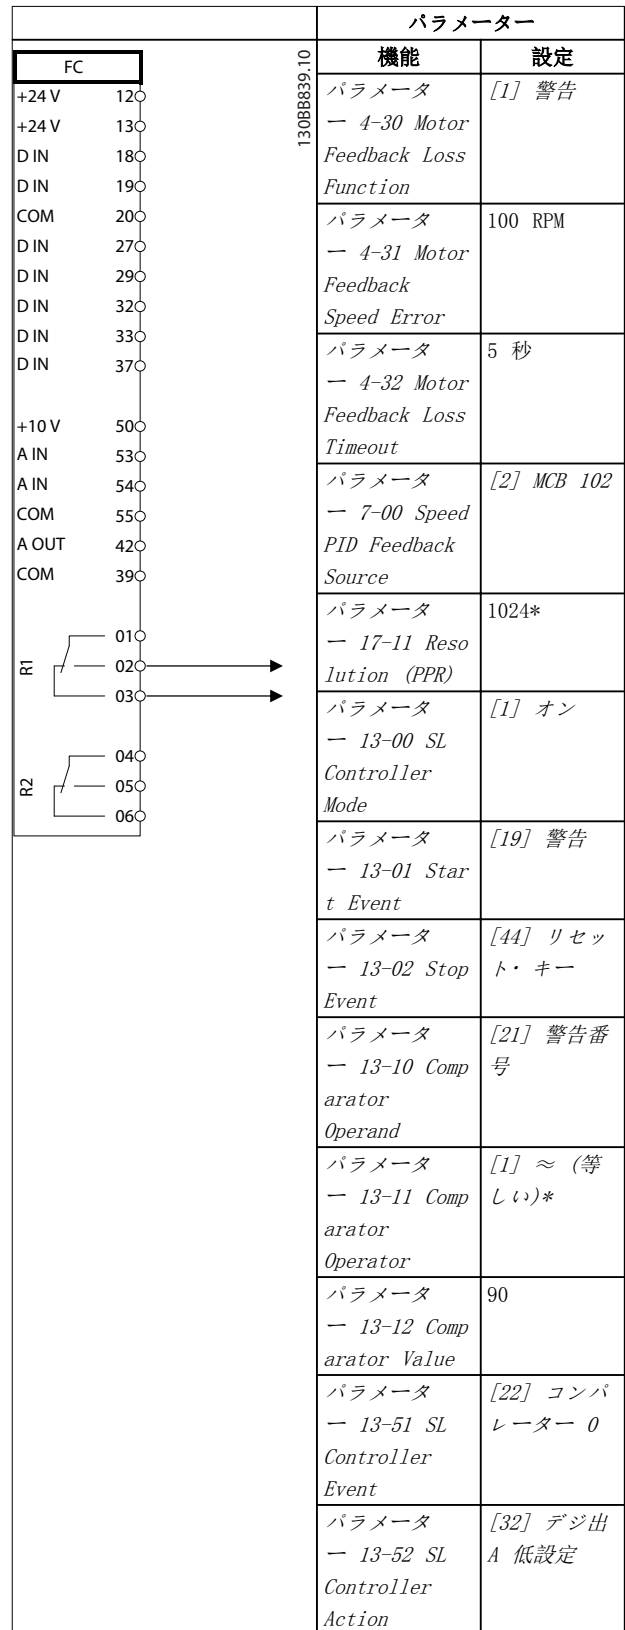 FC
+24 V 12
+24 V 13
D IN 18
D IN 19
COM 20
D IN 27
D IN 29
D IN 32
D IN 33
D IN 37
+10 V 50
A IN 53
A IN 54
COM 55
A OUT 42
COM 39
R1
01
02
03
R2
04
05
06
130BB839.10
パラメーター
機能 設定
パラメータ [1] 警告
ー 4-30 Motor
Feedback Loss
Function
パラメータ 100 RPM
ー 4-31 Motor
Feedback
Speed Error
パラメータ 5 秒
ー 4-32 Motor
Feedback Loss
Timeout
パラメータ [2] MCB 102
ー 7-00 Speed
PID Feedback
Source
パラメータ 1024*
ー 17-11 Reso
lution (PPR)
パラメータ [1] オン
ー 13-00 SL
Controller
Mode
パラメータ [19] 警告
ー 13-01 Star
t Event
パラメータ [44] リセッ
ー 13-02 Stop ト・キー
Event
パラメータ [21] 警告番
ー 13-10 Comp 号
arator
Operand
パラメータ [1] ≈ (等
ー 13-11 Comp しい)*
arator
Operator
パラメータ 90
ー 13-12 Comp
arator Value
パラメータ [22] コンパ
ー 13-51 SL レーター 0
Controller
Event
パラメータ [32] デジ出
ー 13-52 SL A 低設定
Controller
Action